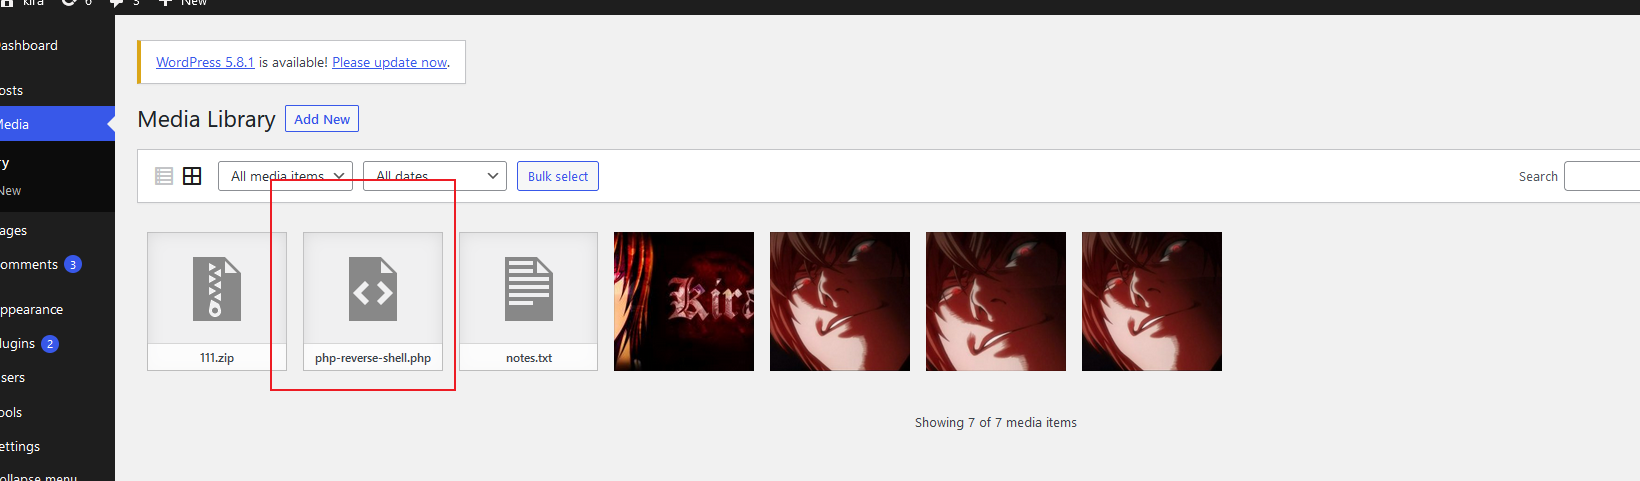 kira 6 3 New
ashboard
WordPress 5.8.1 is available! Please update now.
osts
Media
Media Library Add New
ry
New
All media items All dates Bulk select Search
ages
omments 3
ppearance
lugins 2
sers
ools
ettings
ollapse menu
111.zip
php-reverse-shell.php
notes.txt
Kira
Showing 7 of 7 media items